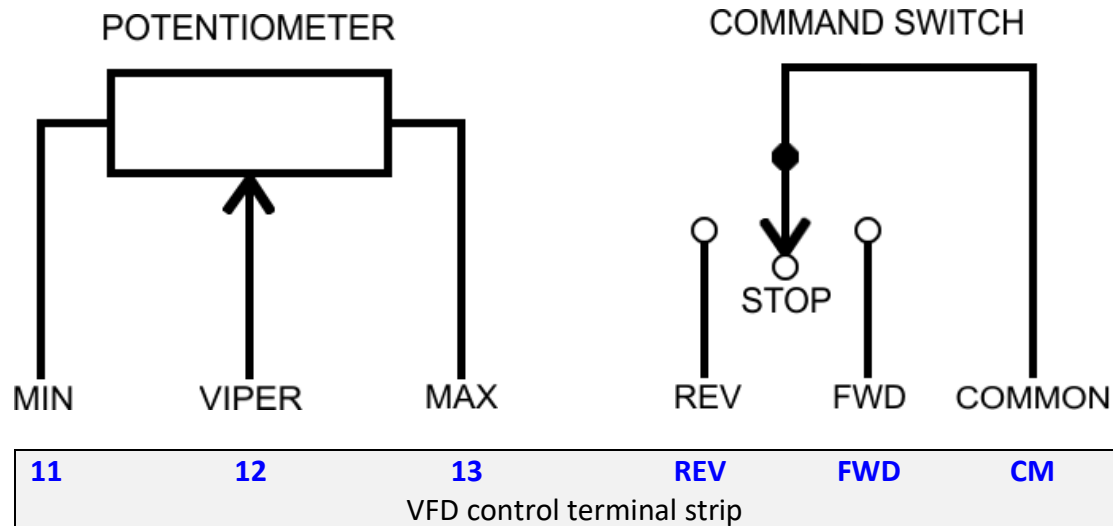 POTENTIOMETER
COMMAND SWITCH
STOP
MIN VIPER MAX REV FWD COMMON
11 12 13 REV FWD CM
VFD control terminal strip